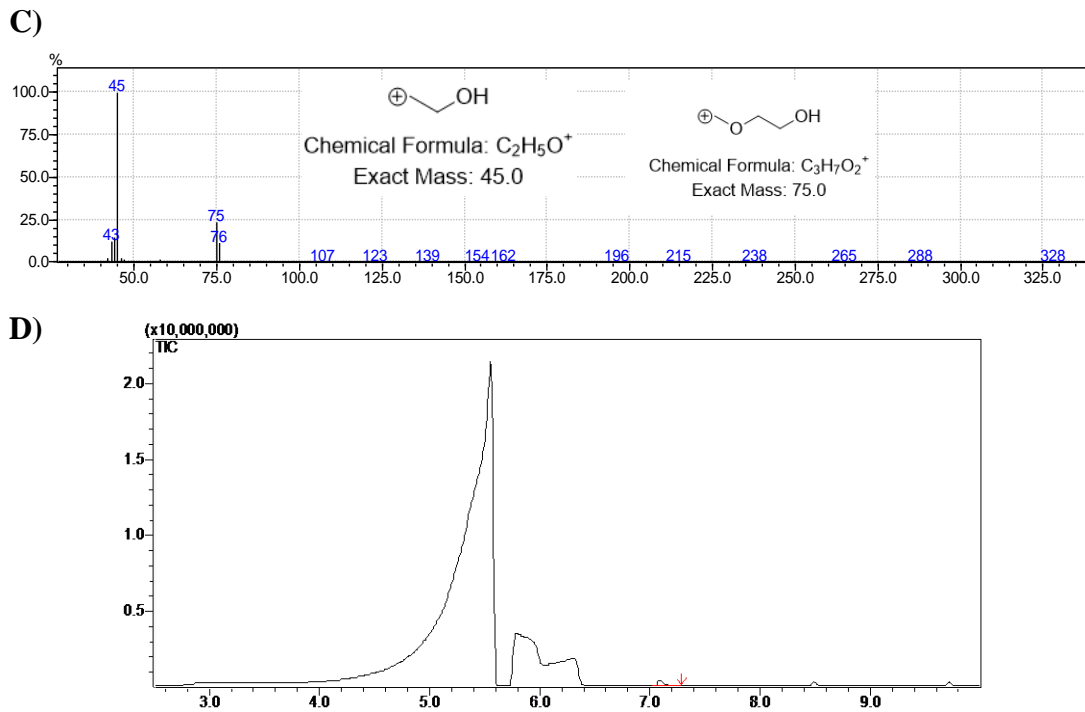 C)
%
100.0
75.0
50.0
25.0
0.0
45
43
75
76
107 123 139 154 162 196 215 238 265 288 328
50.0 75.0 100.0 125.0 150.0 175.0 200.0 225.0 250.0 275.0 300.0 325.0
⊕ OH
Chemical Formula: C₂H₅O⁺
Exact Mass: 45.0
⊕ O OH
Chemical Formula: C₃H₇O₂⁺
Exact Mass: 75.0
D)
(x10,000,000)
TIC
2.0
1.5
1.0
0.5
3.0 4.0 5.0 6.0 7.0 8.0 9.0